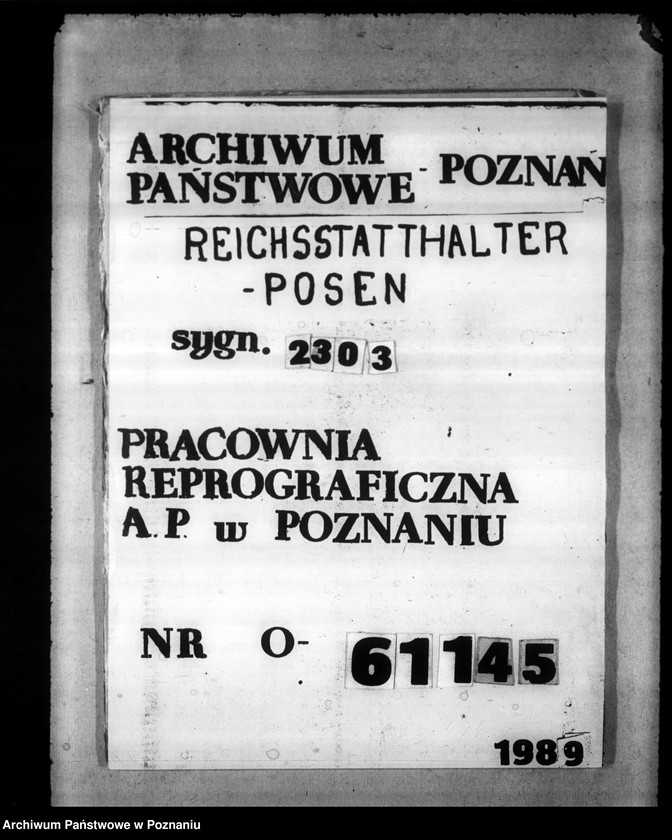 ARCHIWUM
PAŃSTWOWE - POZNAŃ
REICHSSTATTHALTER
-POSEN
sygn. 2303
PRACOWNIA
REPROGRAFICZNA
A.P. w POZNANIU
NR O- 61145
1989
Archiwum Państwowe w Poznaniu